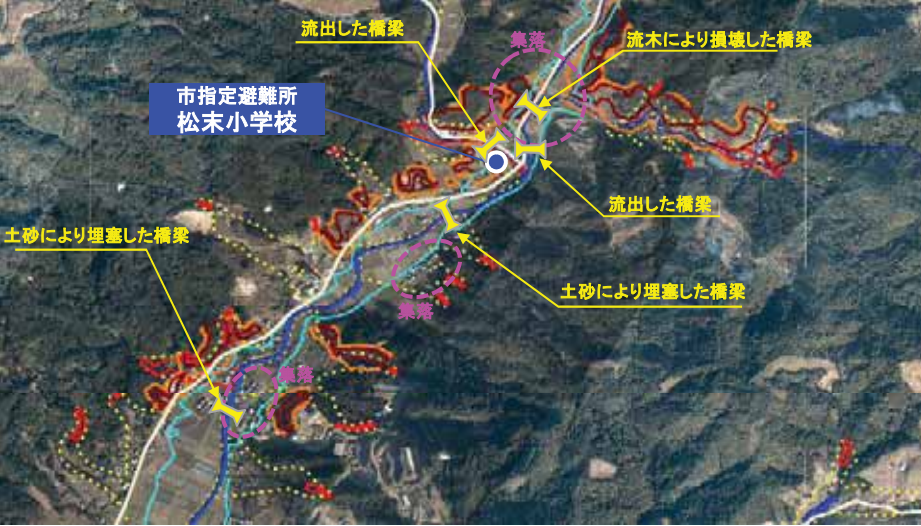 流出した橋梁
集落
流木により損壊した橋梁
市指定避難所
松末小学校
流出した橋梁
土砂により埋塞した橋梁
土砂により埋塞した橋梁
集落
集落